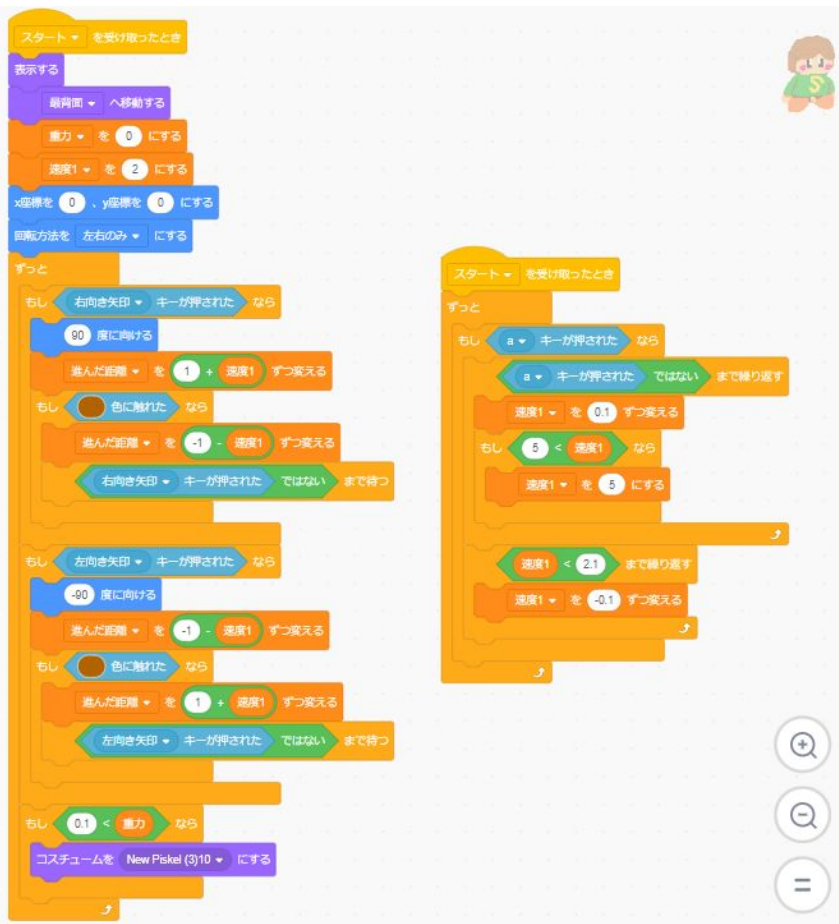 スタート を受け取ったとき
表示する
最背面 へ移動する
重力 を 0 にする
速度1 を 2 にする
x座標を 0 、y座標を 0 にする
回転方法を 左右のみ にする
ずっと
もし 右向き矢印 キーが押された なら
90 度に向ける
進んだ距離 を 1 + 速度1 ずつ変える
もし 色に触れた なら
進んだ距離 を -1 - 速度1 ずつ変える
右向き矢印 キーが押された ではない まで待つ
もし 左向き矢印 キーが押された なら
-90 度に向ける
進んだ距離 を -1 - 速度1 ずつ変える
もし 色に触れた なら
進んだ距離 を 1 + 速度1 ずつ変える
左向き矢印 キーが押された ではない まで待つ
もし 0.1 < 重力 なら
コスチュームを New Piskel (3)10 にする
スタート を受け取ったとき
ずっと
もし a キーが押された なら
a キーが押された ではない まで繰り返す
速度1 を 0.1 ずつ変える
もし 5 < 速度1 なら
速度1 を 5 にする
速度1 < 2.1 まで繰り返す
速度1 を -0.1 ずつ変える
S